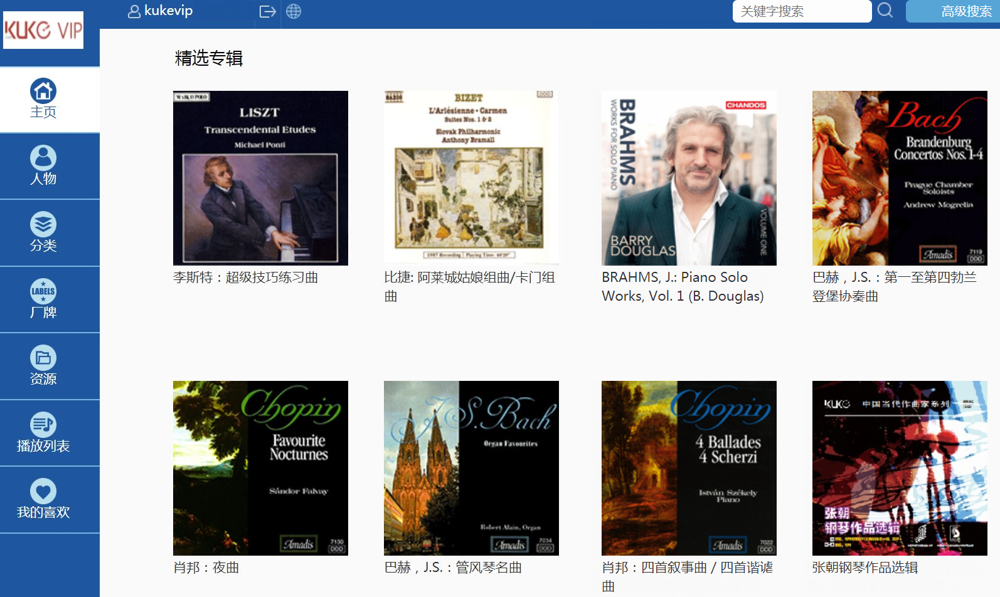 KUKE VIP
kukevip
关键字搜索
高级搜索
主页
人物
分类
LABELS
厂牌
资源
播放列表
我的喜欢
精选专辑
MARCO POLO
LISZT
Transcendental Etudes
Michael Ponti
李斯特：超级技巧练习曲
NAXOS
BIZET
DDD
L'Arlésienne • Carmen
Suites Nos. 1 & 2
Slovak Philharmonic
Anthony Bramall
1987 Recording | Playing Time: 49'29"
比捷: 阿莱城姑娘组曲/卡门组
曲
CHANDOS
BRAHMS
WORKS FOR SOLO PIANO
VOLUME ONE
BARRY
DOUGLAS
BRAHMS, J.: Piano Solo
Works, Vol. 1 (B. Douglas)
Bach
Brandenburg
Concertos Nos. 1-4
Prague Chamber
Soloists
Andrew Mogrelia
Amadis
7119
DDD
巴赫，J.S.：第一至第四勃兰
登堡协奏曲
Chopin
Favourite
Nocturnes
Sándor Falvay
Amadis
7130
DDD
肖邦：夜曲
J.S.Bach
Organ Favourites
Robert Alain, Organ
Amadis
7034
DDD
巴赫，J.S.：管风琴名曲
Chopin
4 Ballades
4 Scherzi
István Székely
Piano
Amadis
7022
DDD
肖邦：四首叙事曲 / 四首谐谑
曲
KUKE 中国当代作曲家系列
张朝
钢琴作品选辑
张朝钢琴作品选辑